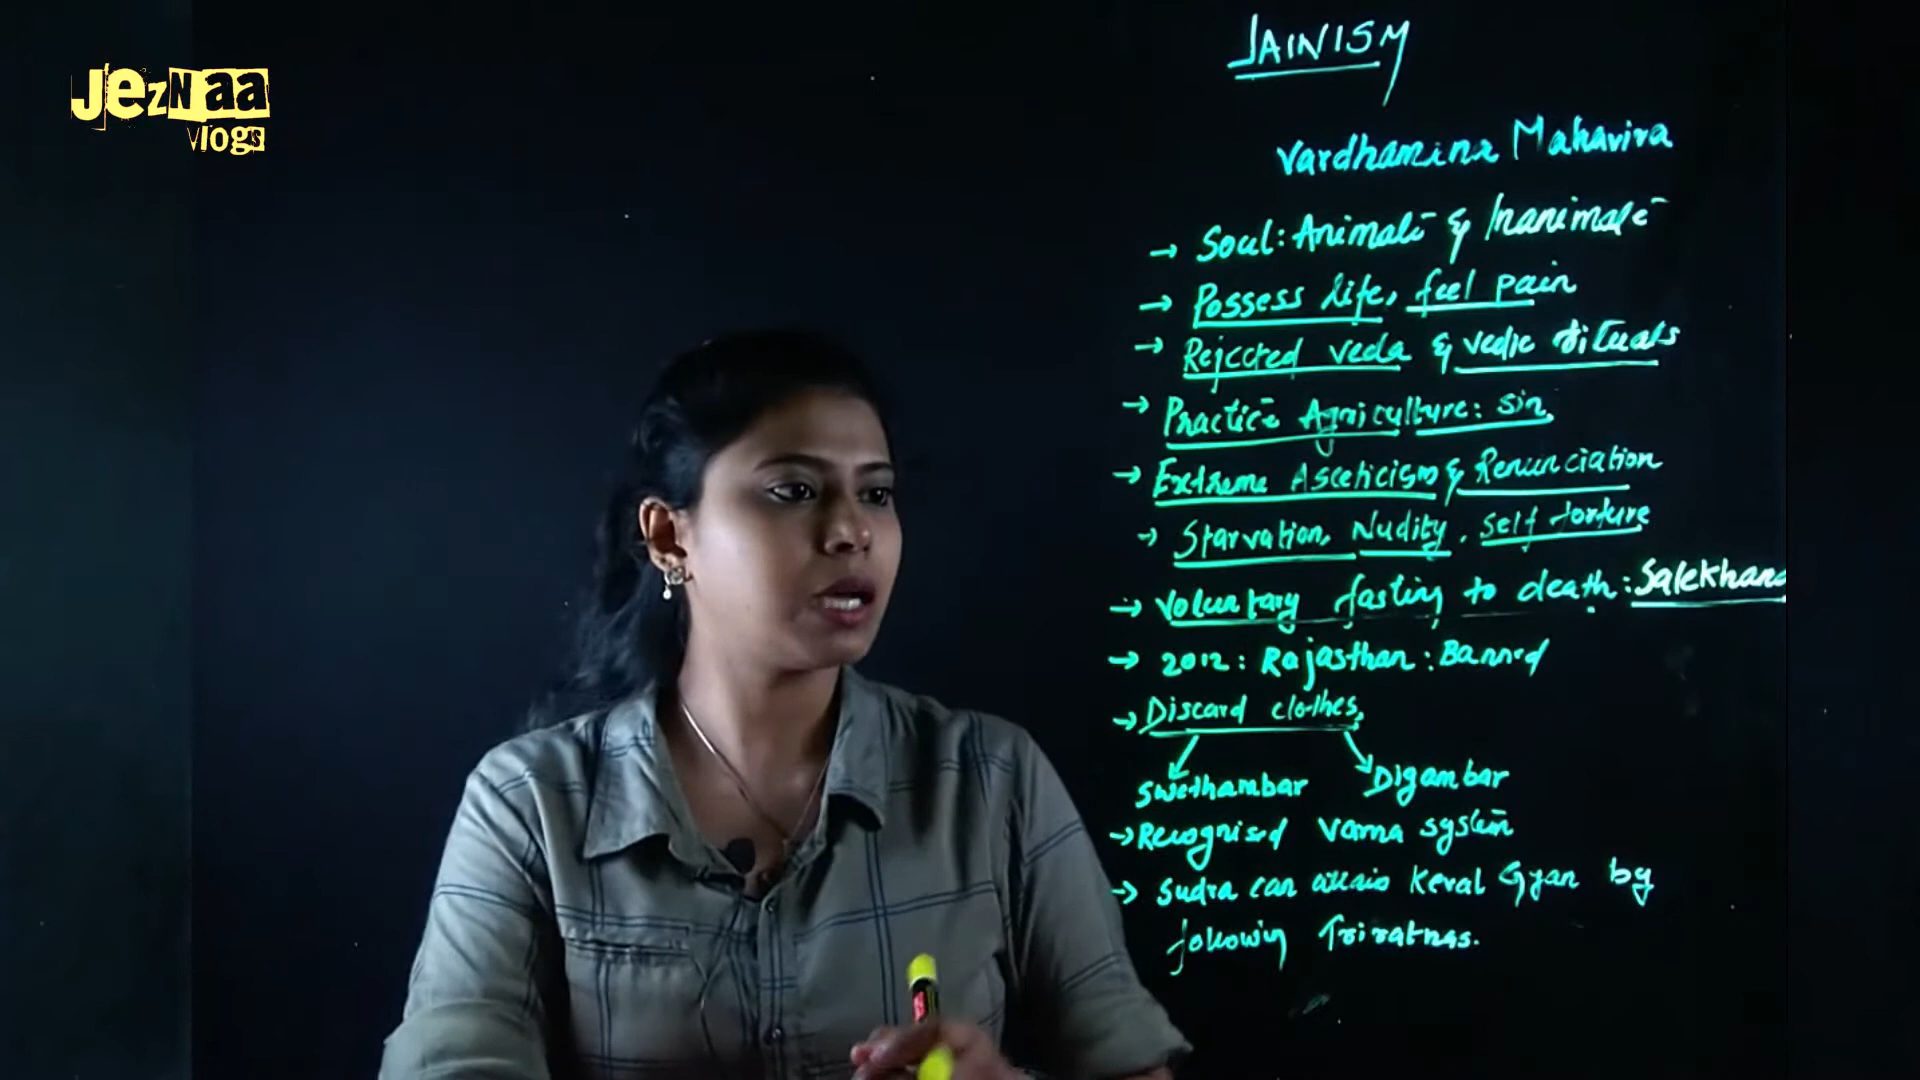 JEZNaa
Vlogs
JAINISM
Vardhamana Mahavira
→ Soul: Animate & Inanimate
→ Possess life, feel pain
→ Rejected veda & vedic rituals
→ Practice Agriculture: Sin
→ Extreme Asceticism & Renunciation
→ Starvation, Nudity, Self torture
→ Voluntary fasting to death: Salekhana
→ 2012: Rajasthan: Banned
→ Discard clothes,
Swethambar Digambar
→ Recognised varna system
→ Sudra can attain Keval Gyan by
following Triratnas.